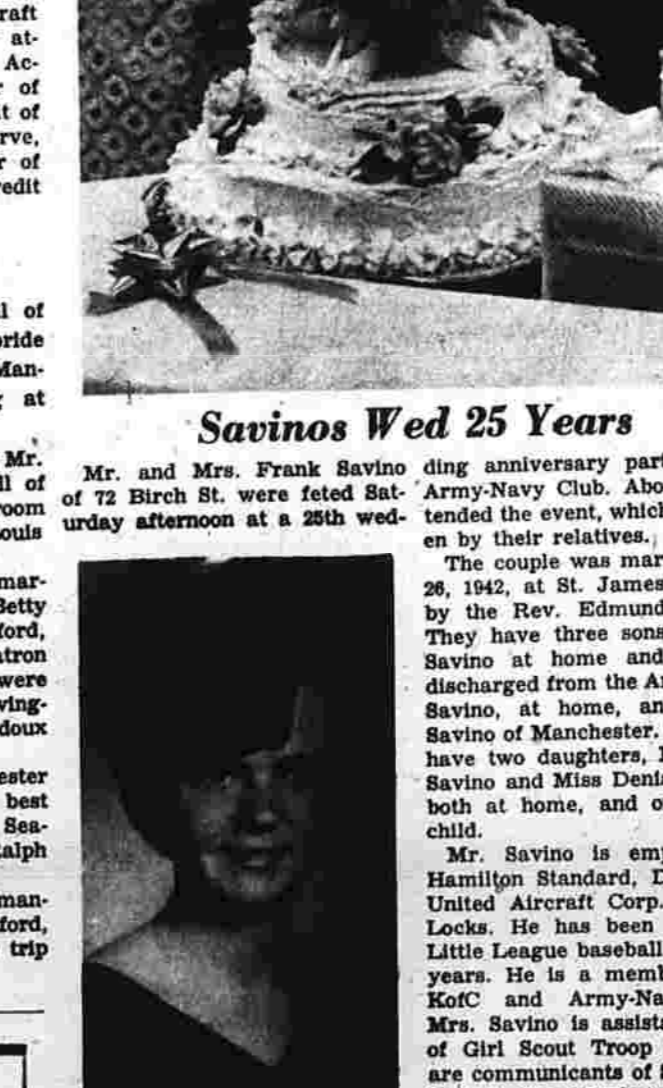 raft
at-
Ac-
of
t of
rve,
r of
edit
l of
oride
Man-
; at
Mr.
ll of
room
ouis
mar-
Betty
ford,
atron
were
ving-
doux
ester
best
Sea-
alph
man-
ford,
trip
Savinos Wed 25 Years
Mr. and Mrs. Frank Savino
of 72 Birch St. were feted Sat-
urday afternoon at a 25th wed-
ding anniversary part
Army-Navy Club. Abo
tended the event, which
en by their relatives.
The couple was mar
26, 1942, at St. James
by the Rev. Edmund
They have three sons
Savino at home and
discharged from the A
Savino, at home, an
Savino of Manchester.
have two daughters,
Savino and Miss Denis
both at home, and o
child.
Mr. Savino is emp
Hamilton Standard, D
United Aircraft Corp.
Locks. He has been
Little League baseball
years. He is a memb
KofC and Army-Na
Mrs. Savino is assista
of Girl Scout Troop
are communicants of